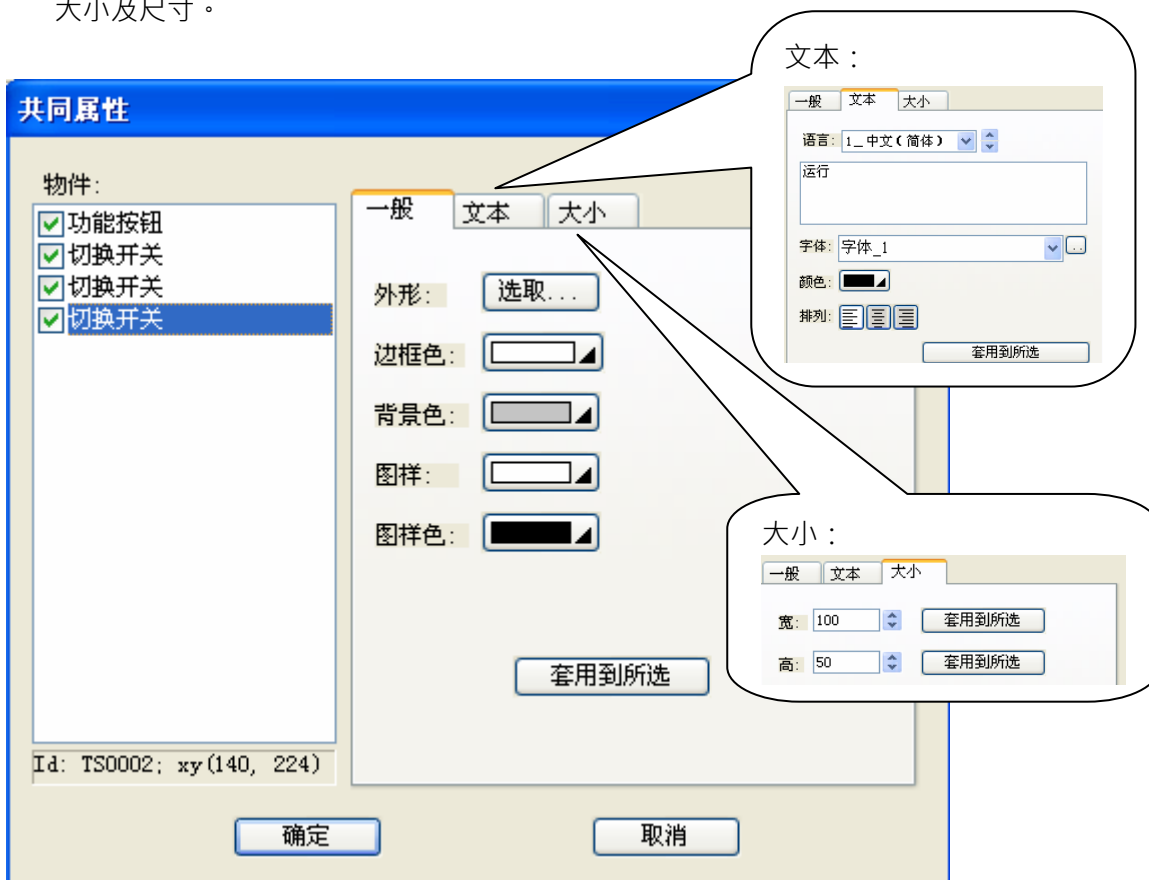 大小及尺寸。
共同属性
物件:
功能按钮
切换开关
切换开关
切换开关
Id: TS0002; xy(140, 224)
一般 文本 大小
外形: 选取...
边框色:
背景色:
图样:
图样色:
套用到所选
确定 取消
文本：
一般 文本 大小
语言: 1_中文(简体)
运行
字体: 字体_1 ..
颜色:
排列:
套用到所选
大小：
一般 文本 大小
宽: 100 套用到所选
高: 50 套用到所选